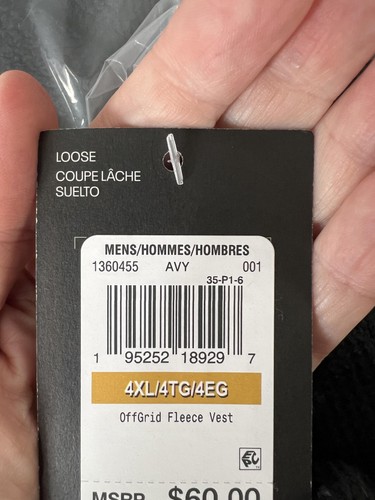 LOOSE
COUPE LÂCHE
SUELTO
MENS/HOMMES/HOMBRES
1360455 AVY 001
35-P1-6
1 95252 18929 7
4XL/4TG/4EG
OffGrid Fleece Vest
MSRP $60.00